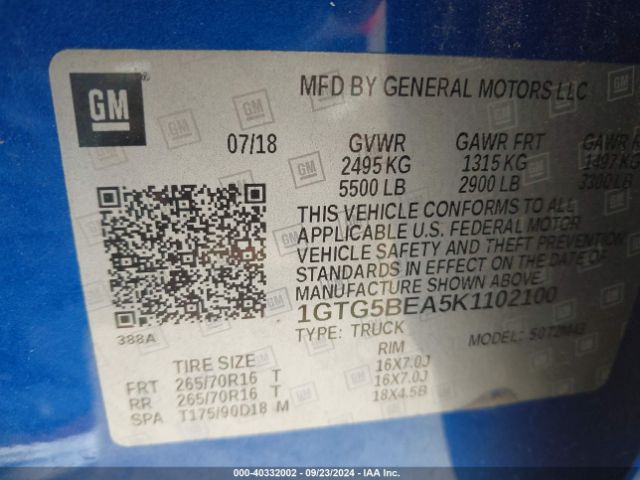 GM
MFD BY GENERAL MOTORS LLC
07/18 GVWR GAWR FRT GAWR
2495 KG 1315 KG 1497 KG
5500 LB 2900 LB 3300 LB
THIS VEHICLE CONFORMS TO ALL
APPLICABLE U.S. FEDERAL MOTOR
VEHICLE SAFETY AND THEFT PREVENTION
STANDARDS IN EFFECT ON THE DATE OF
MANUFACTURE SHOWN ABOVE.
1GTG5BEA5K1102100
388A TYPE: TRUCK MODEL:
TIRE SIZE RIM
FRT 265/70R16 T 16X7.0J
RR 265/70R16 T 16X7.0J
SPA T175/90D18 M 18X4.5B
000-40332002 - 09/23/2024 - IAA Inc.